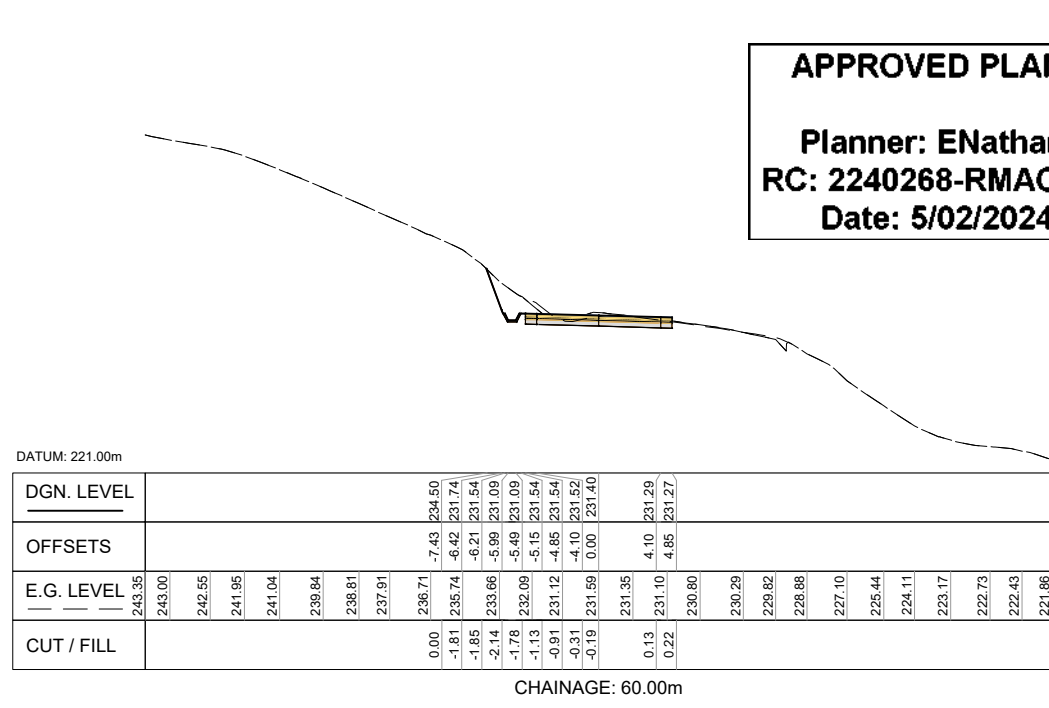 APPROVED PLA
Planner: ENatha
RC: 2240268-RMA
Date: 5/02/2024
DATUM: 221.00m
DGN. LEVEL 234.50 231.74 231.54 231.09 231.09 231.54 231.54 231.52 231.40 231.29 231.27
OFFSETS -7.43 -6.42 -6.21 -5.99 -5.49 -5.15 -4.85 -4.10 0.00 4.10 4.85
E.G. LEVEL 243.35 243.00 242.55 241.95 241.04 239.84 238.81 237.91 236.71 235.74 233.66 232.09 231.12 231.59 231.35 231.10 230.80 230.29 229.82 228.88 227.10 225.44 224.11 223.17 222.73 222.43 221.86
CUT / FILL 0.00 -1.81 -1.85 -2.14 -1.78 -1.13 -0.91 -0.31 -0.19 0.13 0.22
CHAINAGE: 60.00m